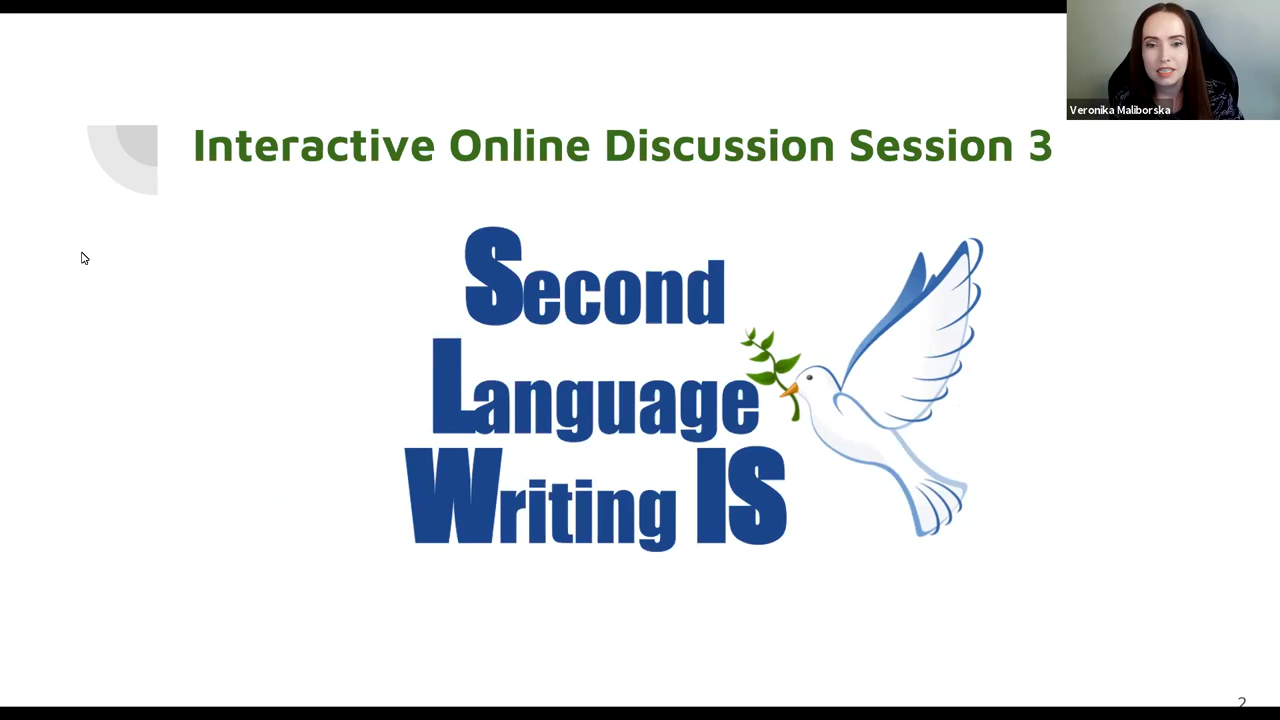 Veronika Maliborska
Interactive Online Discussion Session 3
Second
Language
Writing IS
2